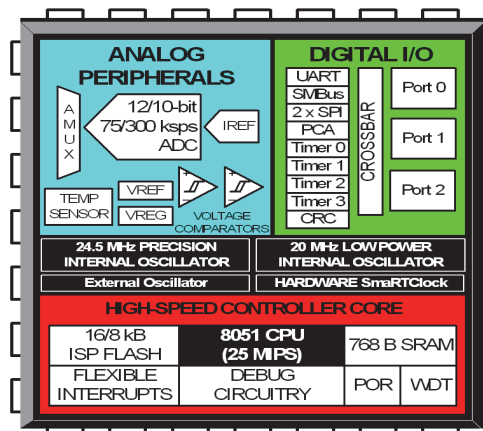 ANALOG
PERIPHERALS
AMUX
12/10-bit
75/300 ksps
ADC
IREF
TEMP
SENSOR
VREF
VREG
+
-
+
-
VOLTAGE
COMPARATORS
DIGITAL I/O
UART
SMBus
2 x SPI
PCA
Timer 0
Timer 1
Timer 2
Timer 3
CRC
CROSSBAR
Port 0
Port 1
Port 2
24.5 MHz PRECISION
INTERNAL OSCILLATOR
20 MHz LOW POWER
INTERNAL OSCILLATOR
External Oscillator
HARDWARE SmaRTClock
HIGH-SPEED CONTROLLER CORE
16/8 kB
ISP FLASH
8051 CPU
(25 MIPS)
768 B SRAM
FLEXIBLE
INTERRUPTS
DEBUG
CIRCUITRY
POR
WDT